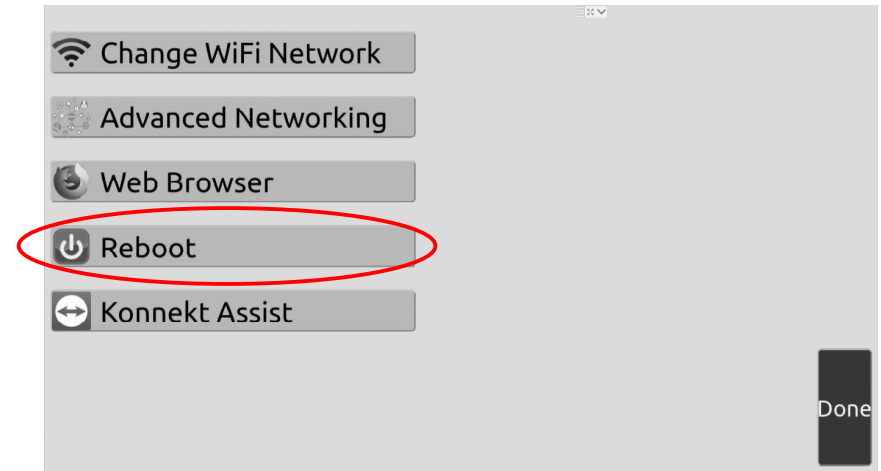 Change WiFi Network
Advanced Networking
Web Browser
Reboot
Konnekt Assist
Done